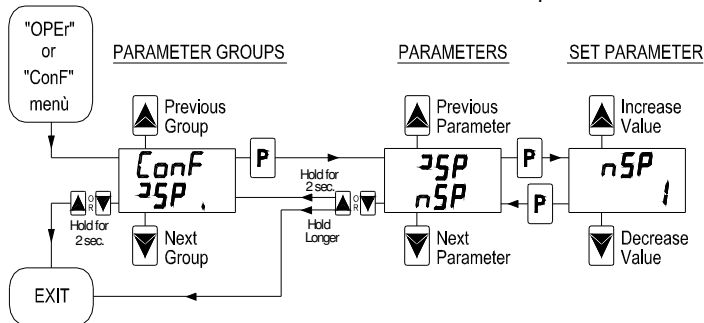 "OPEr"
or
"ConF"
menù
PARAMETER GROUPS
PARAMETERS
SET PARAMETER
Previous
Group
Previous
Parameter
Increase
Value
ConF
P
Hold for
2 sec.
OR
Hold
Longer
nSP
P
P
nSP
1
OR
Hold for
2 sec.
Next
Group
Next
Parameter
Decrease
Value
EXIT